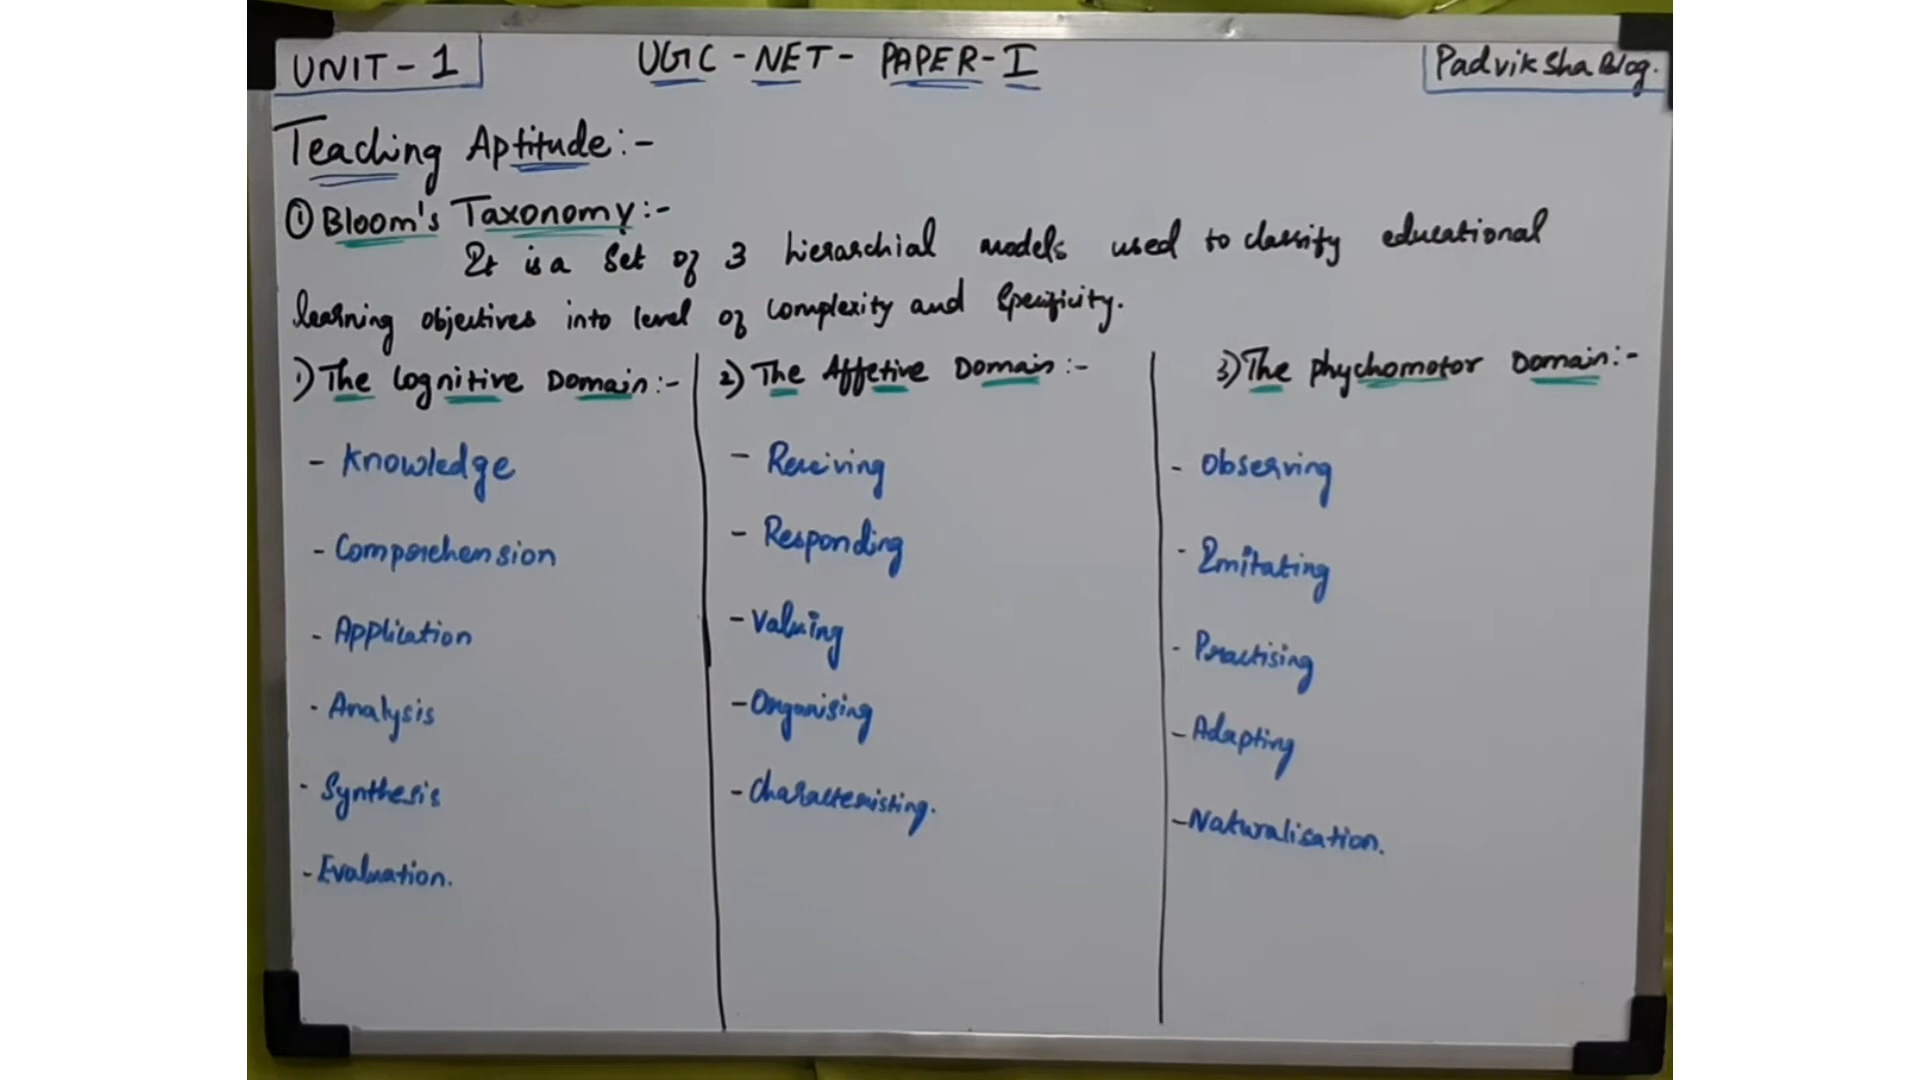 UNIT - 1
UGC - NET - PAPER - I
Padviksha Blog.
Teaching Aptitude :-
① Bloom's Taxonomy :-
It is a set of 3 hierarchial models used to classify educational
learning objectives into level of complexity and specificity.
1) The Cognitive Domain :-
- Knowledge
- Comprehension
- Application
- Analysis
- Synthesis
- Evaluation.
2) The Affetive Domain :-
- Receiving
- Responding
- Valuing
- Organising
- Characteristing.
3) The phychomotor Domain :-
- Observing
- Imitating
- Practising
- Adapting
- Naturalisation.